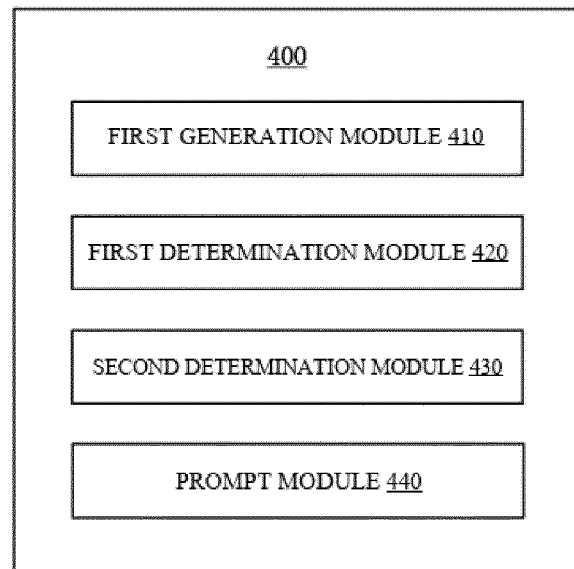 400
FIRST GENERATION MODULE 410
FIRST DETERMINATION MODULE 420
SECOND DETERMINATION MODULE 430
PROMPT MODULE 440